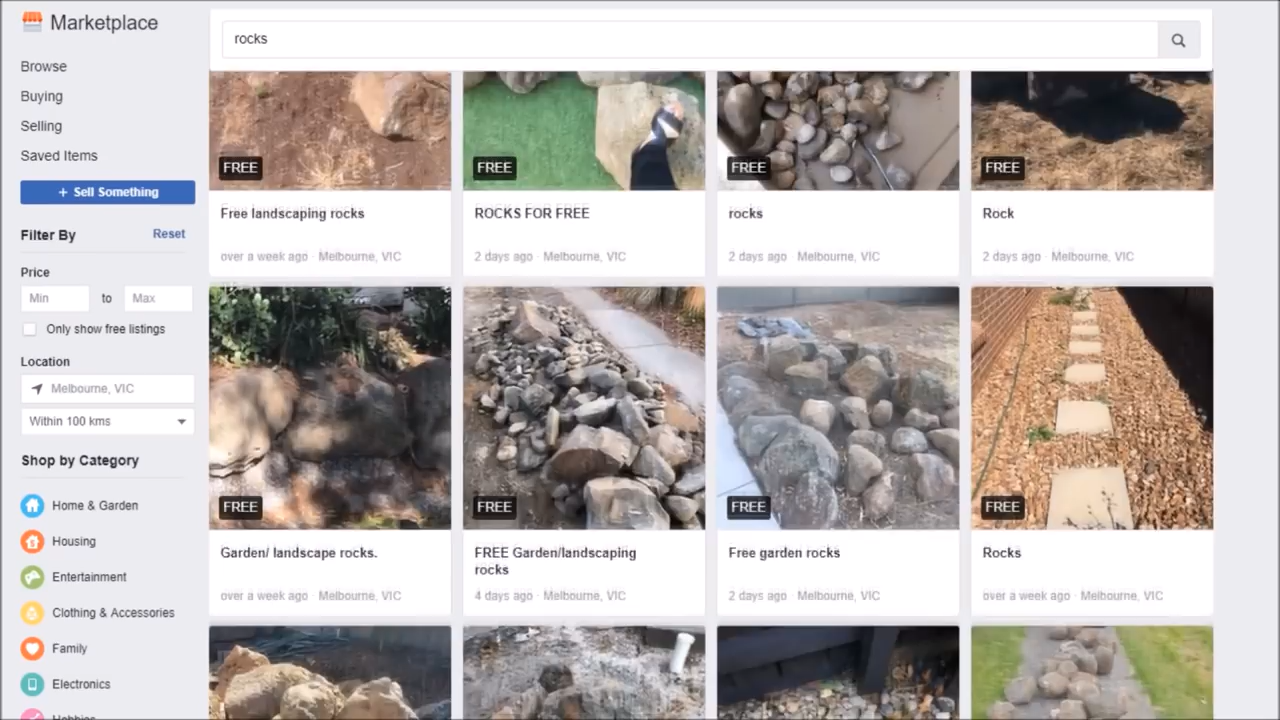 Marketplace
rocks
Browse
Buying
Selling
Saved Items
+ Sell Something
Filter By
Reset
Price
Min
to
Max
Only show free listings
Location
Melbourne, VIC
Within 100 kms
Shop by Category
Home & Garden
Housing
Entertainment
Clothing & Accessories
Family
Electronics
Hobbies
FREE
Free landscaping rocks
over a week ago · Melbourne, VIC
FREE
ROCKS FOR FREE
2 days ago · Melbourne, VIC
FREE
rocks
2 days ago · Melbourne, VIC
FREE
Rock
2 days ago · Melbourne, VIC
FREE
Garden/ landscape rocks.
over a week ago · Melbourne, VIC
FREE
FREE Garden/landscaping
rocks
4 days ago · Melbourne, VIC
FREE
Free garden rocks
2 days ago · Melbourne, VIC
FREE
Rocks
over a week ago · Melbourne, VIC